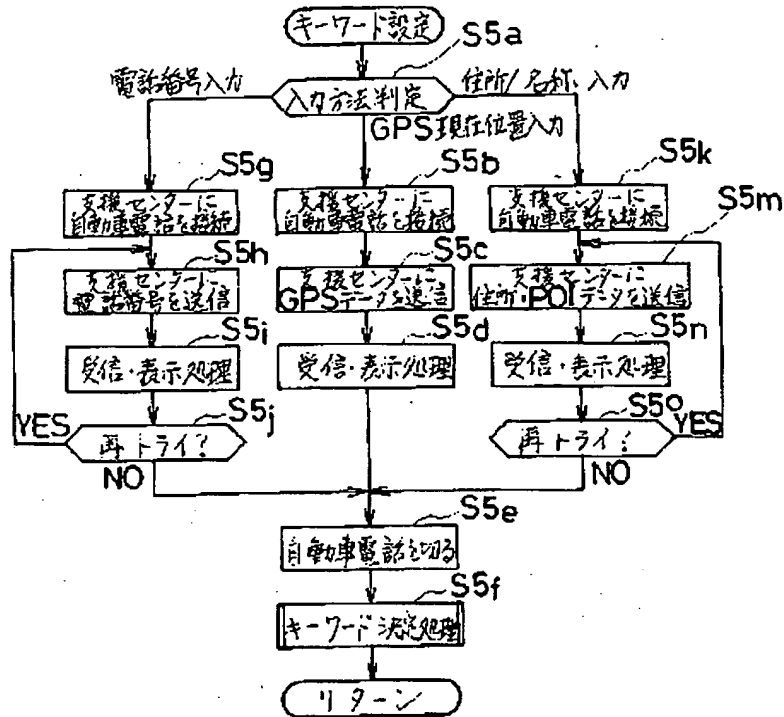 キーワード設定
S5a
電話番号入力
入力方法判定
住所/名称、入力
GPS現在位置入力
S5g
S5b
S5k
支援センターに
自動車電話を接続
支援センターに
自動車電話を接続
支援センターに
自動車電話を接続
S5h
S5c
S5m
支援センターに
電話番号を送信
支援センターに
GPSデータを送信
支援センターに
住所・POIデータを送信
S5i
S5d
S5n
受信・表示処理
受信・表示処理
受信・表示処理
S5j
S5o
YES
再トライ?
NO
再トライ?
YES
NO
S5e
自動車電話を切る
S5f
キーワード決定処理
リターン